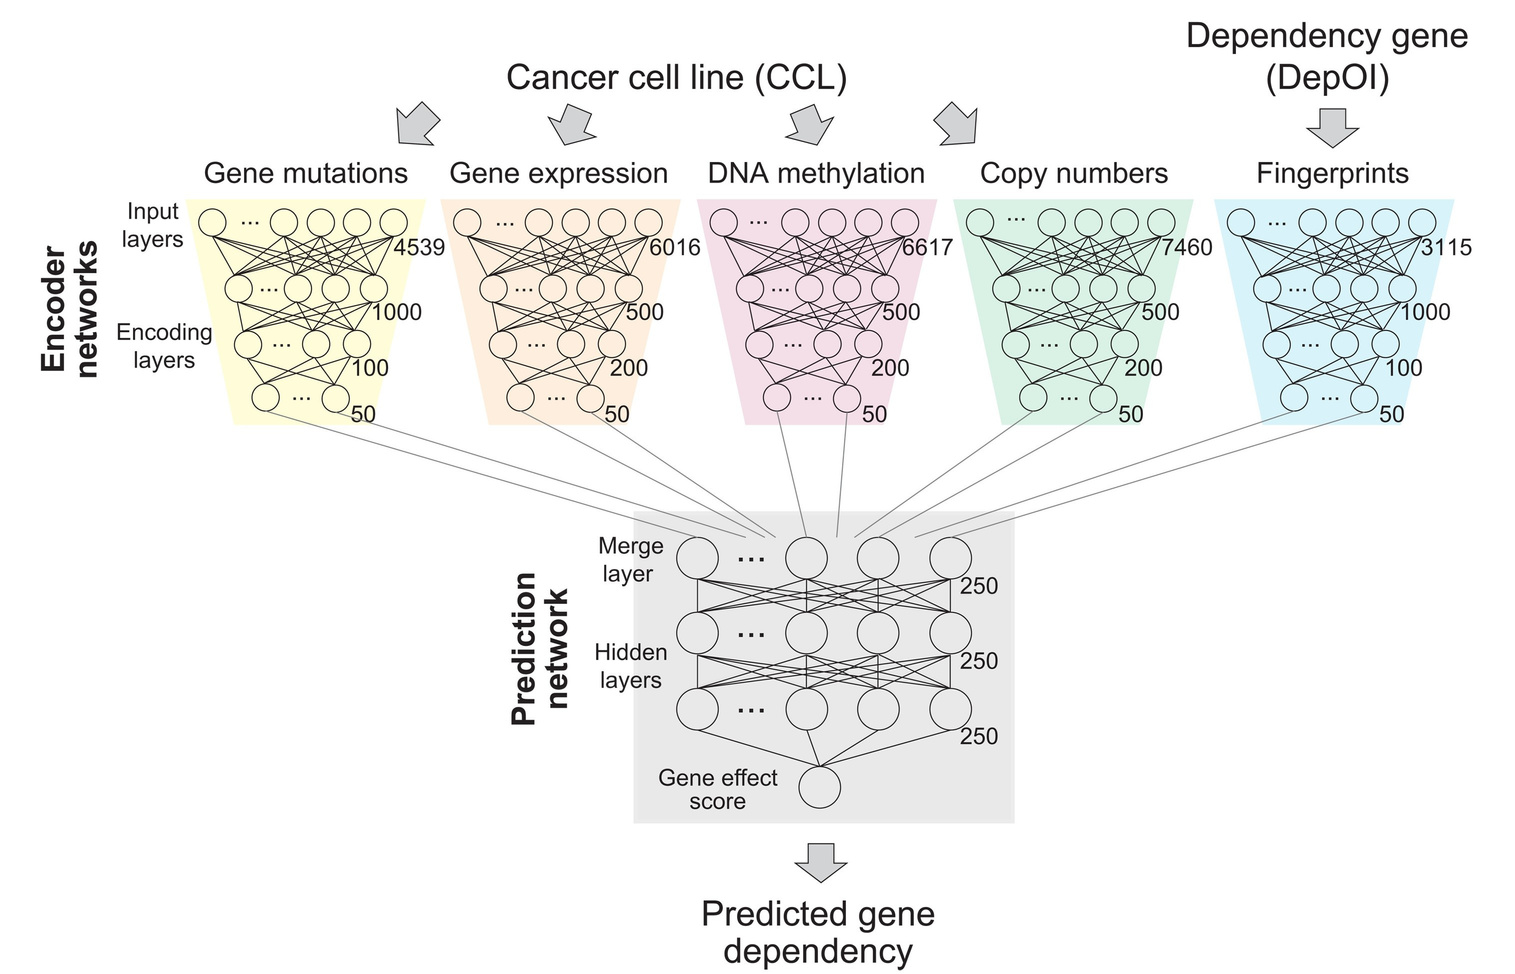 Dependency gene
(DepOI)
Cancer cell line (CCL)
Gene mutations
Gene expression
DNA methylation
Copy numbers
Fingerprints
Encoder
networks
Input
layers
...
...
...
...
...
4539
6016
6617
7460
3115
...
...
...
...
...
1000
500
500
500
1000
Encoding
layers
...
...
...
...
...
100
200
200
200
100
...
...
...
...
...
50
50
50
50
50
Prediction
network
Merge
layer
...
250
Hidden
layers
...
250
...
250
Gene effect
score
Predicted gene
dependency